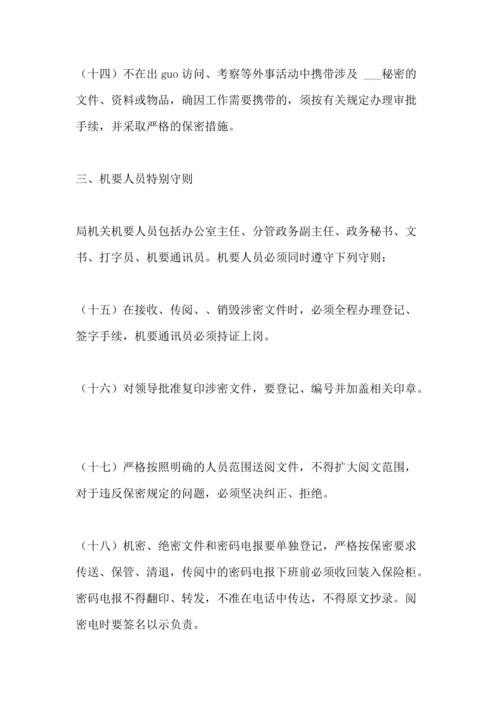 （十四）不在出 guo 访问、考察等外事活动中携带涉及 ___秘密的
文件、资料或物品，确因工作需要携带的，须按有关规定办理审批
手续，并采取严格的保密措施。
三、机要人员特别守则
局机关机要人员包括办公室主任、分管政务副主任、政务秘书、文
书、打字员、机要通讯员。机要人员必须同时遵守下列守则：
（十五）在接收、传阅、、销毁涉密文件时，必须全程办理登记、
签字手续，机要通讯员必须持证上岗。
（十六）对领导批准复印涉密文件，要登记、编号并加盖相关印章。
（十七）严格按照明确的人员范围送阅文件，不得扩大阅文范围，
对于违反保密规定的问题，必须坚决纠正、拒绝。
（十八）机密、绝密文件和密码电报要单独登记，严格按保密要求
传送、保管、清退，传阅中的密码电报下班前必须收回装入保险柜。
密码电报不得翻印、转发，不准在电话中传达，不得原文抄录。阅
密电时要签名以示负责。